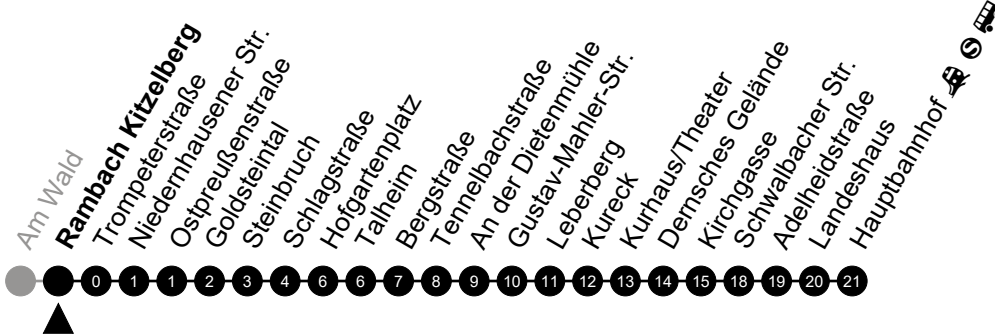 Am Wald
Rambach Kitzelberg
Trompeterstraße
Niedernhausener Str.
Ostpreußenstraße
Goldsteintal
Steinbruch
Schlagstraße
Hofgartenplatz
Talheim
Bergstraße
Tennelbachstraße
An der Dietenmühle
Gustav-Mahler-Str.
Leberberg
Kureck
Kurhaus/Theater
Dernsches Gelände
Kirchgasse
Schwalbacher Str.
Adelheidstraße
Landeshaus
Hauptbahnhof S
0 1 1 2 3 4 6 6 7 8 9 10 11 12 13 14 15 18 19 20 21